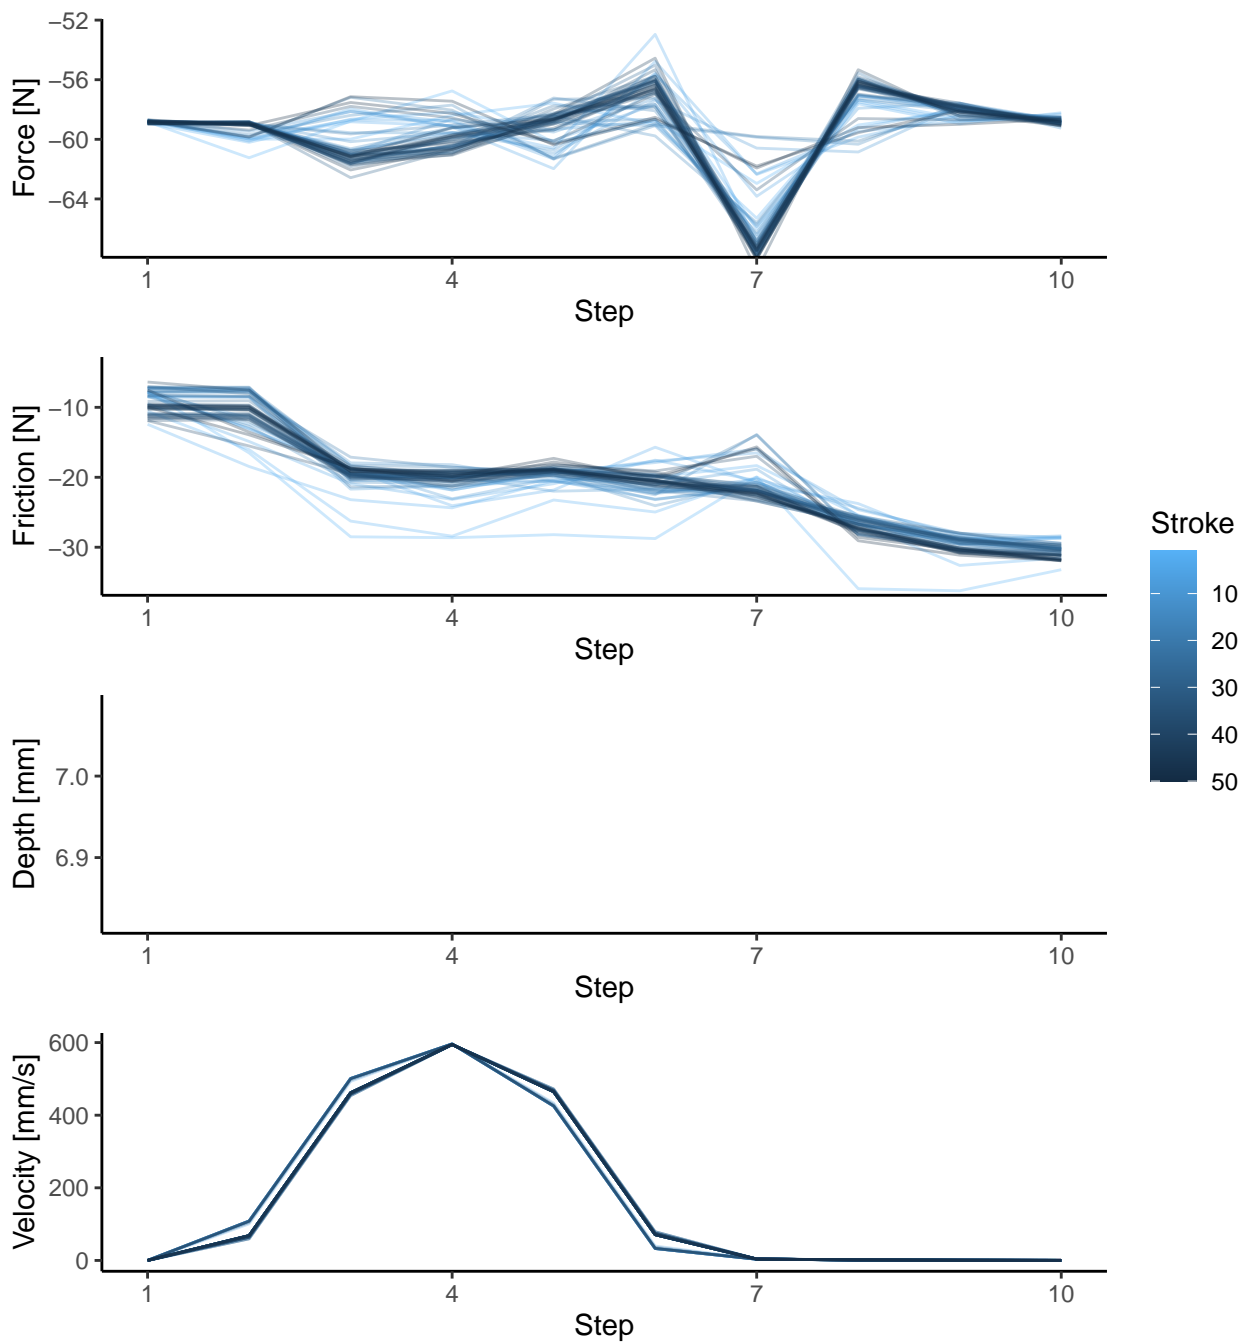 Force [N]
−52
−56
−60
−64
1 4 7 10
Step
Friction [N]
−10
−20
−30
1 4 7 10
Step
Depth [mm]
7.0
6.9
1 4 7 10
Step
Velocity [mm/s]
600
400
200
0
1 4 7 10
Step
Stroke
10
20
30
40
50